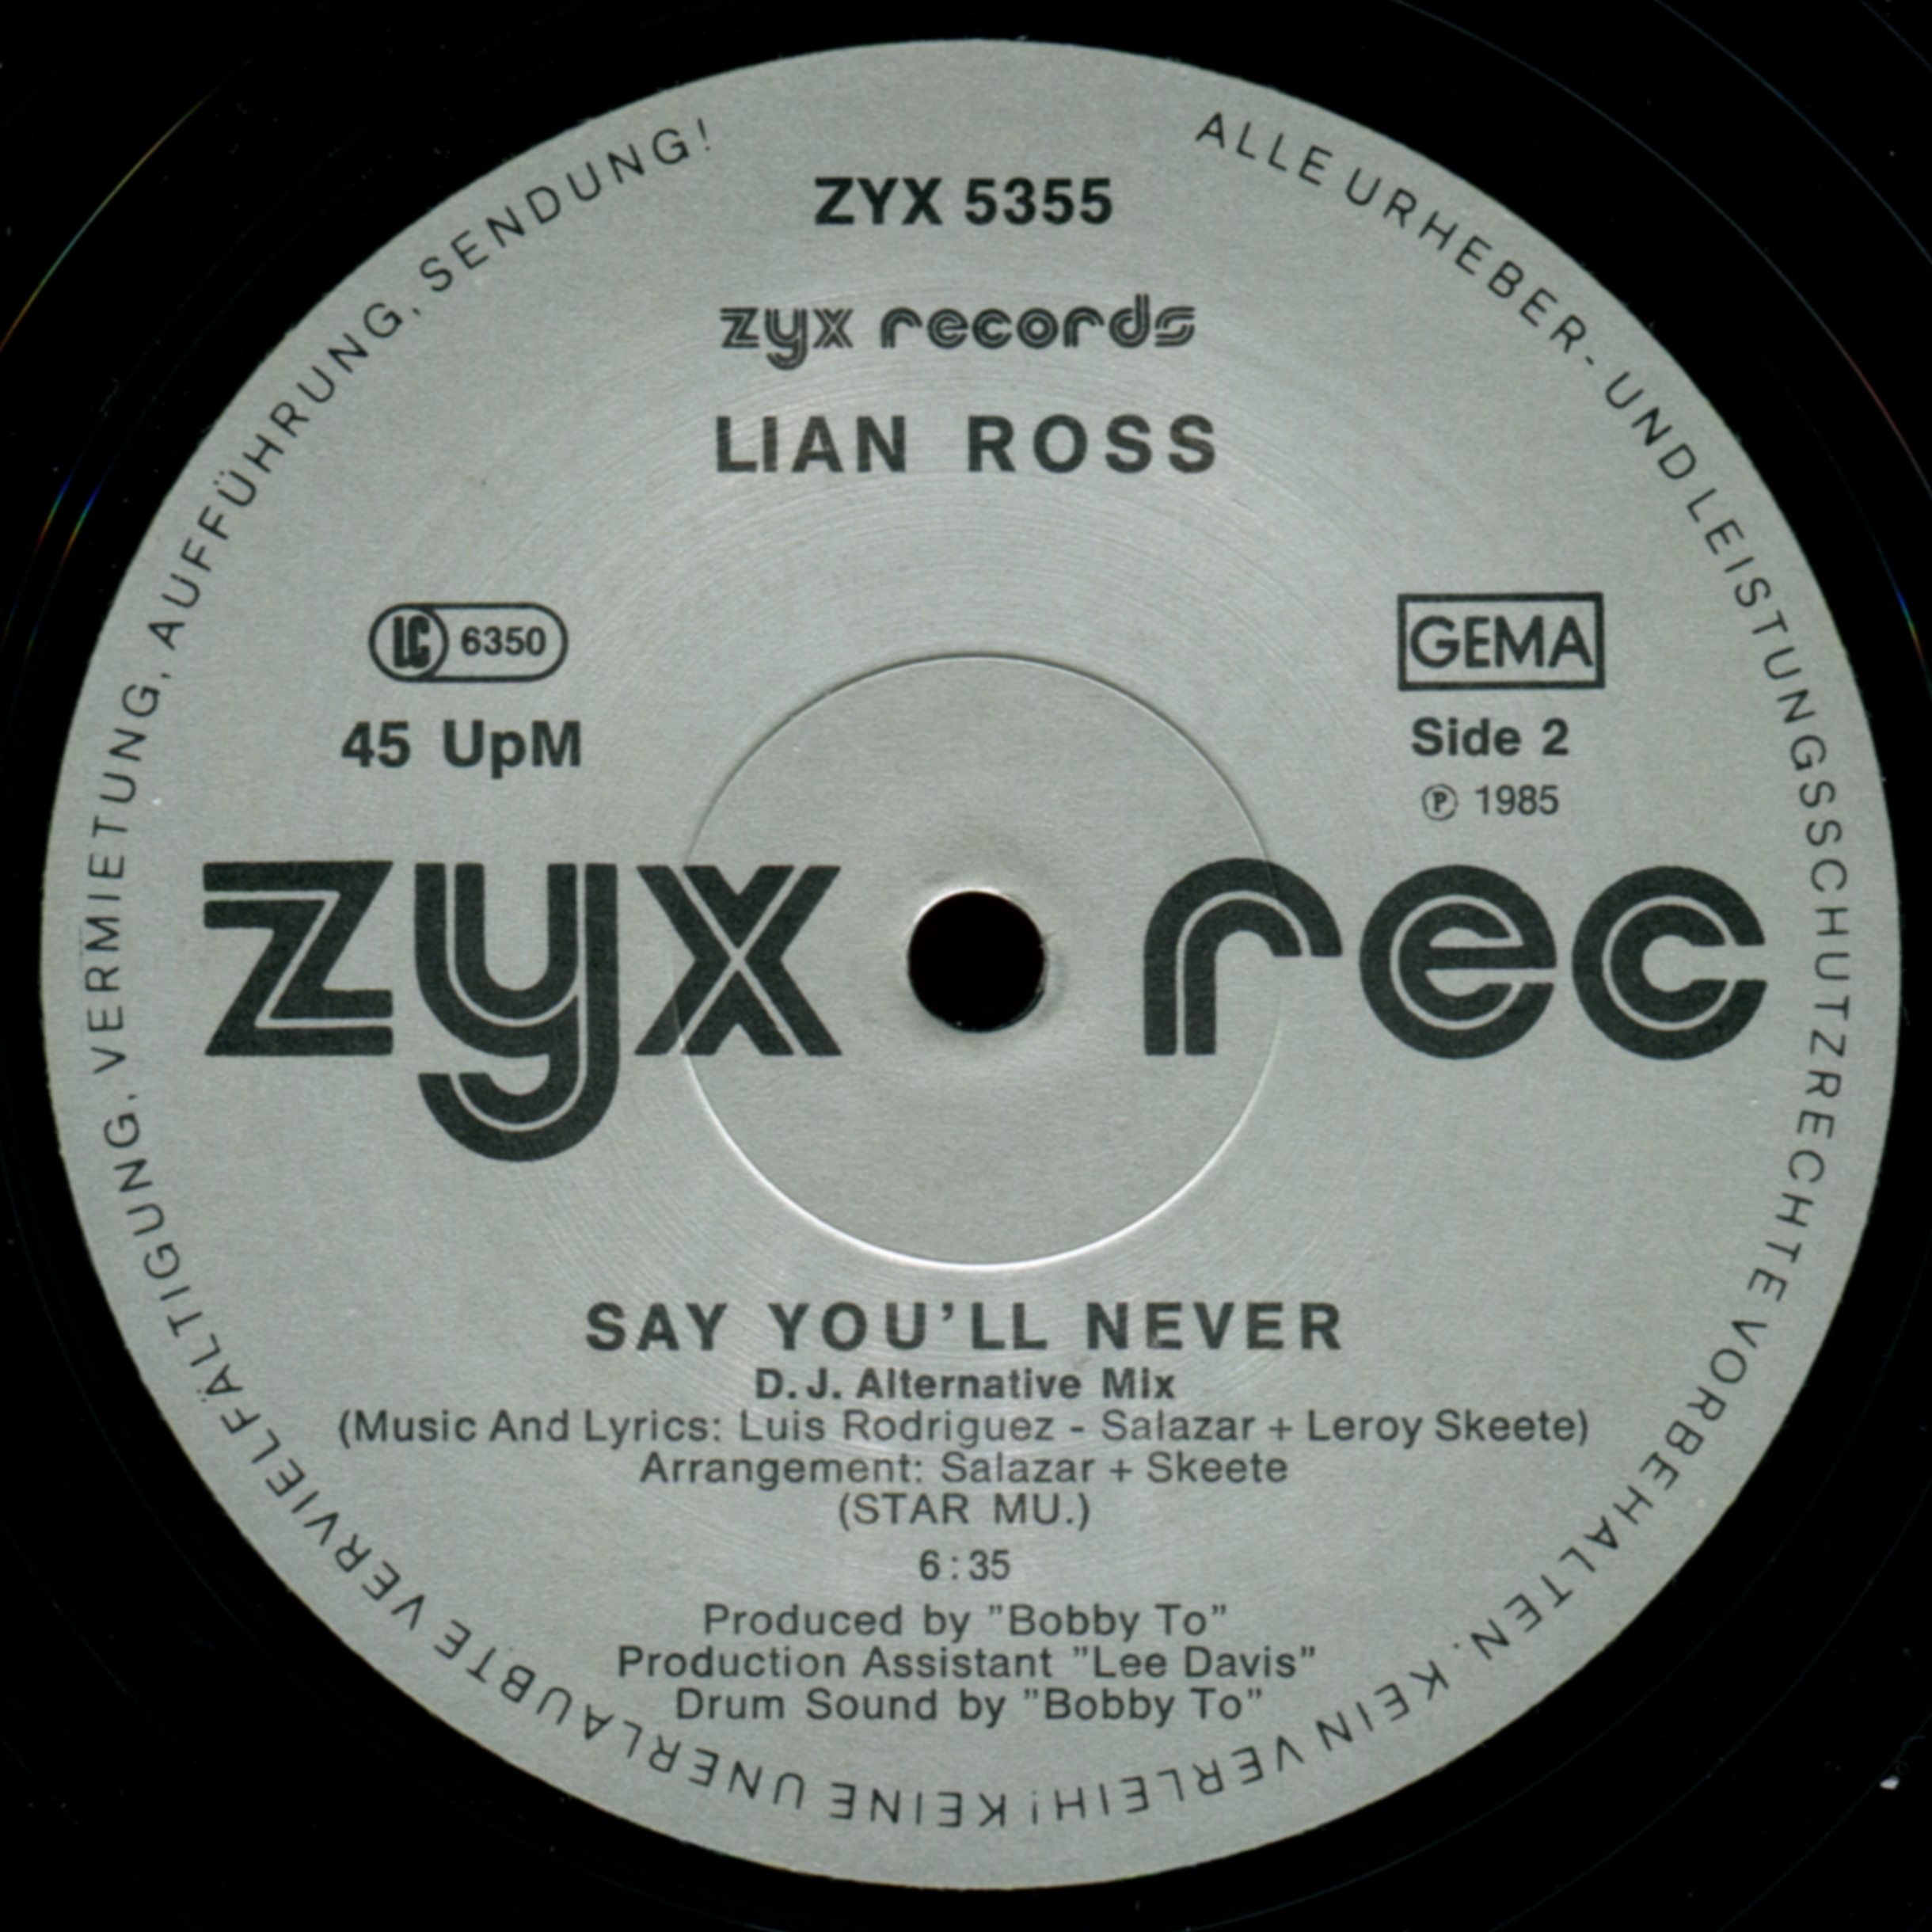 ZYX 5355
zyx records
LIAN ROSS
LC 6350
GEMA
45 UpM
Side 2
Ⓟ 1985
zyx rec
SAY YOU'LL NEVER
D.J. Alternative Mix
(Music And Lyrics: Luis Rodriguez - Salazar + Leroy Skeete)
Arrangement: Salazar + Skeete
(STAR MU.)
6:35
Produced by "Bobby To"
Production Assistant "Lee Davis"
Drum Sound by "Bobby To"
ALLE URHEBER- UND LEISTUNGSSCHUTZRECHTE VORBEHALTEN. KEIN VERLEIH! KEINE UNERLAUBTE VERVIELFÄLTIGUNG, VERMIETUNG, AUFFÜHRUNG, SENDUNG!